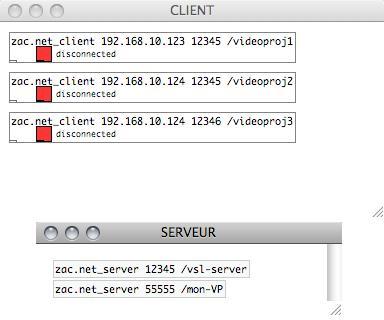 CLIENT
zac.net_client 192.168.10.123 12345 /videoproj1
disconnected
zac.net_client 192.168.10.124 12345 /videoproj2
disconnected
zac.net_client 192.168.10.124 12346 /videoproj3
disconnected
SERVEUR
zac.net_server 12345 /vsl-server
zac.net_server 55555 /mon-VP